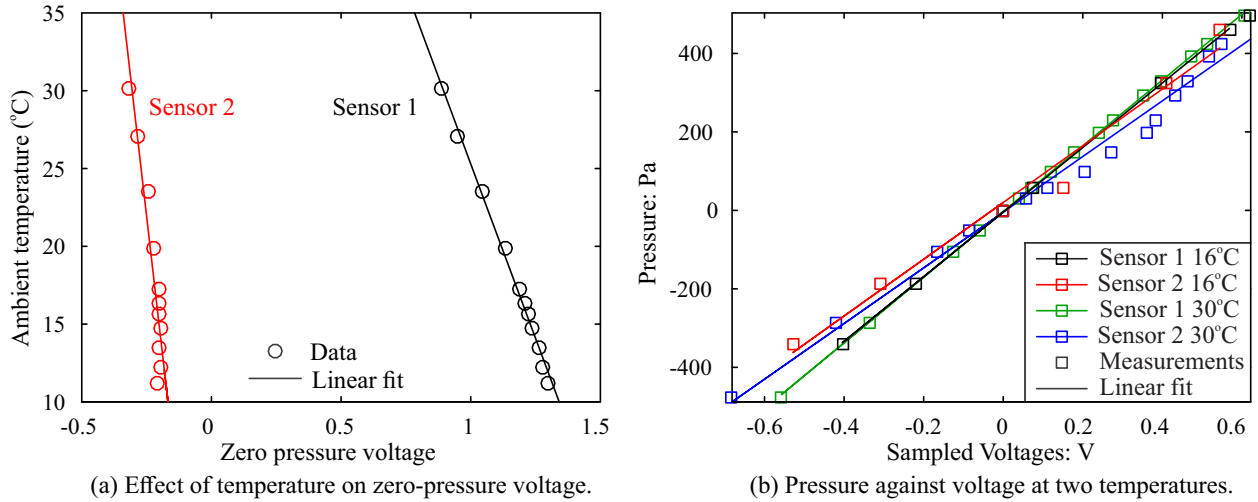 35
30
25
20
15
10
Ambient temperature (°C)
Sensor 2
Sensor 1
Data
Linear fit
-0.5
0
0.5
1
1.5
Zero pressure voltage
(a) Effect of temperature on zero-pressure voltage.
400
200
0
-200
-400
Pressure: Pa
Sensor 1 16°C
Sensor 2 16°C
Sensor 1 30°C
Sensor 2 30°C
Measurements
Linear fit
-0.6
-0.4
-0.2
0
0.2
0.4
0.6
Sampled Voltages: V
(b) Pressure against voltage at two temperatures.